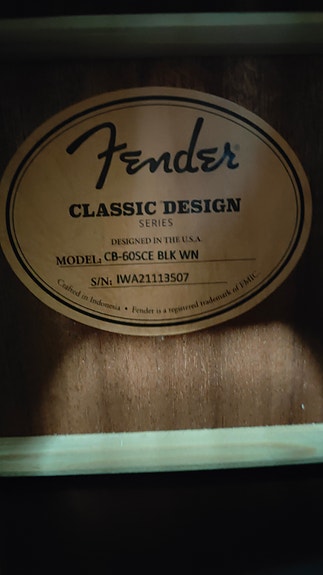 Fender®
CLASSIC DESIGN
SERIES
DESIGNED IN THE U.S.A.
MODEL: CB-60SCE BLK WN
S/N: IWA21113507
Crafted in Indonesia • Fender is a registered trademark of FMIC